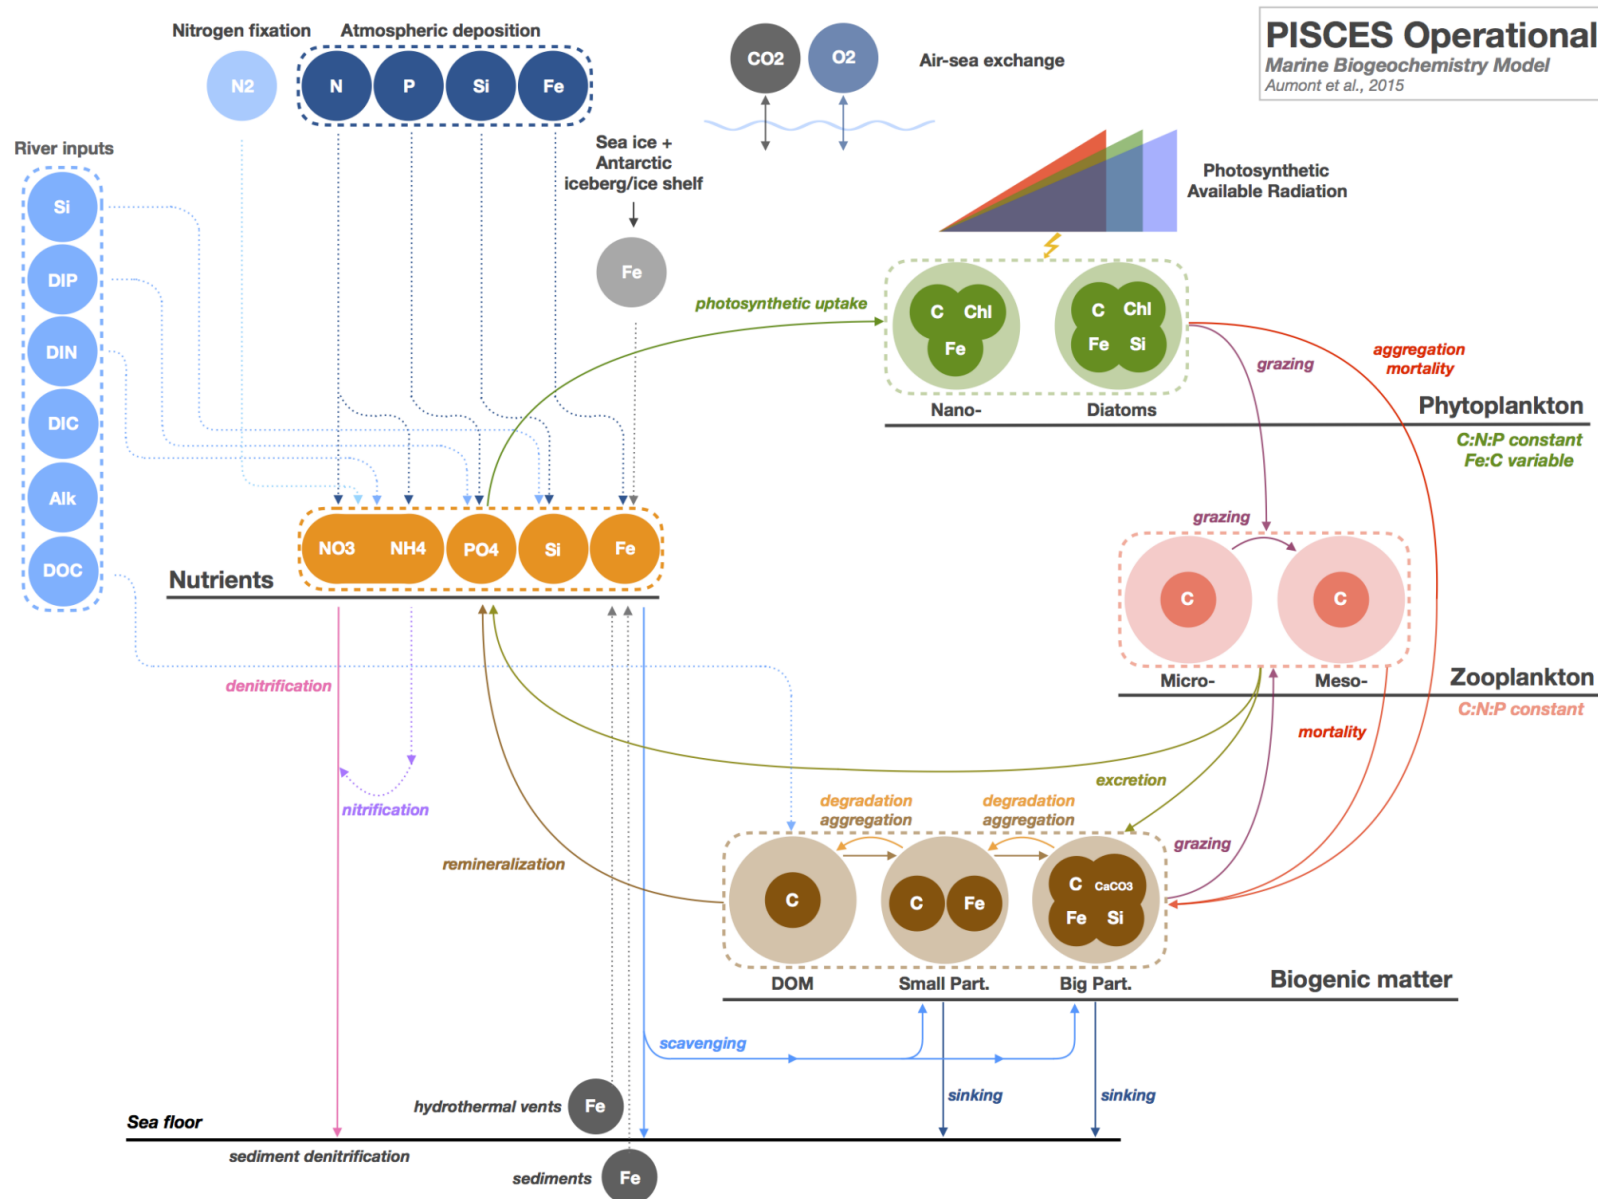 PISCES Operational
Marine Biogeochemistry Model
Aumont et al., 2015
Nitrogen fixation
Atmospheric deposition
N2
N
P
Si
Fe
CO2
O2
Air-sea exchange
River inputs
Si
DIP
DIN
DIC
Alk
DOC
Sea ice +
Antarctic
iceberg/ice shelf
Fe
Photosynthetic
Available Radiation
photosynthetic uptake
C
Chl
Fe
C
Chl
Fe
Si
Nano-
Diatoms
grazing
aggregation
mortality
Phytoplankton
C:N:P constant
Fe:C variable
NO3
NH4
PO4
Si
Fe
Nutrients
grazing
C
C
Micro-
Meso-
Zooplankton
C:N:P constant
denitrification
nitrification
remineralization
mortality
excretion
grazing
degradation
aggregation
degradation
aggregation
C
C
Fe
C
CaCO3
Fe
Si
DOM
Small Part.
Big Part.
Biogenic matter
scavenging
sinking
sinking
hydrothermal vents
Fe
Sea floor
sediment denitrification
sediments
Fe